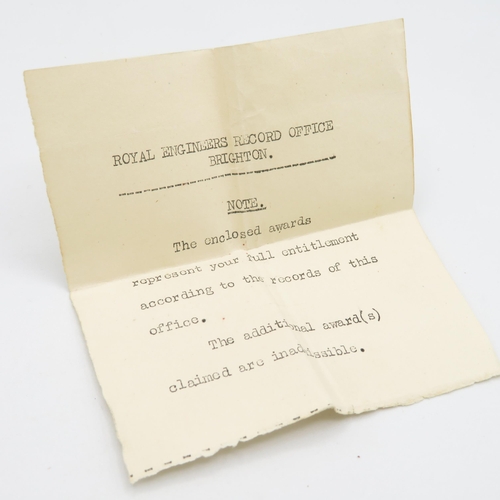 ROYAL ENGINEERS RECORD OFFICE
BRIGHTON.
NOTE.
The enclosed awards
represent your full entitlement
according to the records of this
office.
The additional award(s)
claimed are inadmissible.